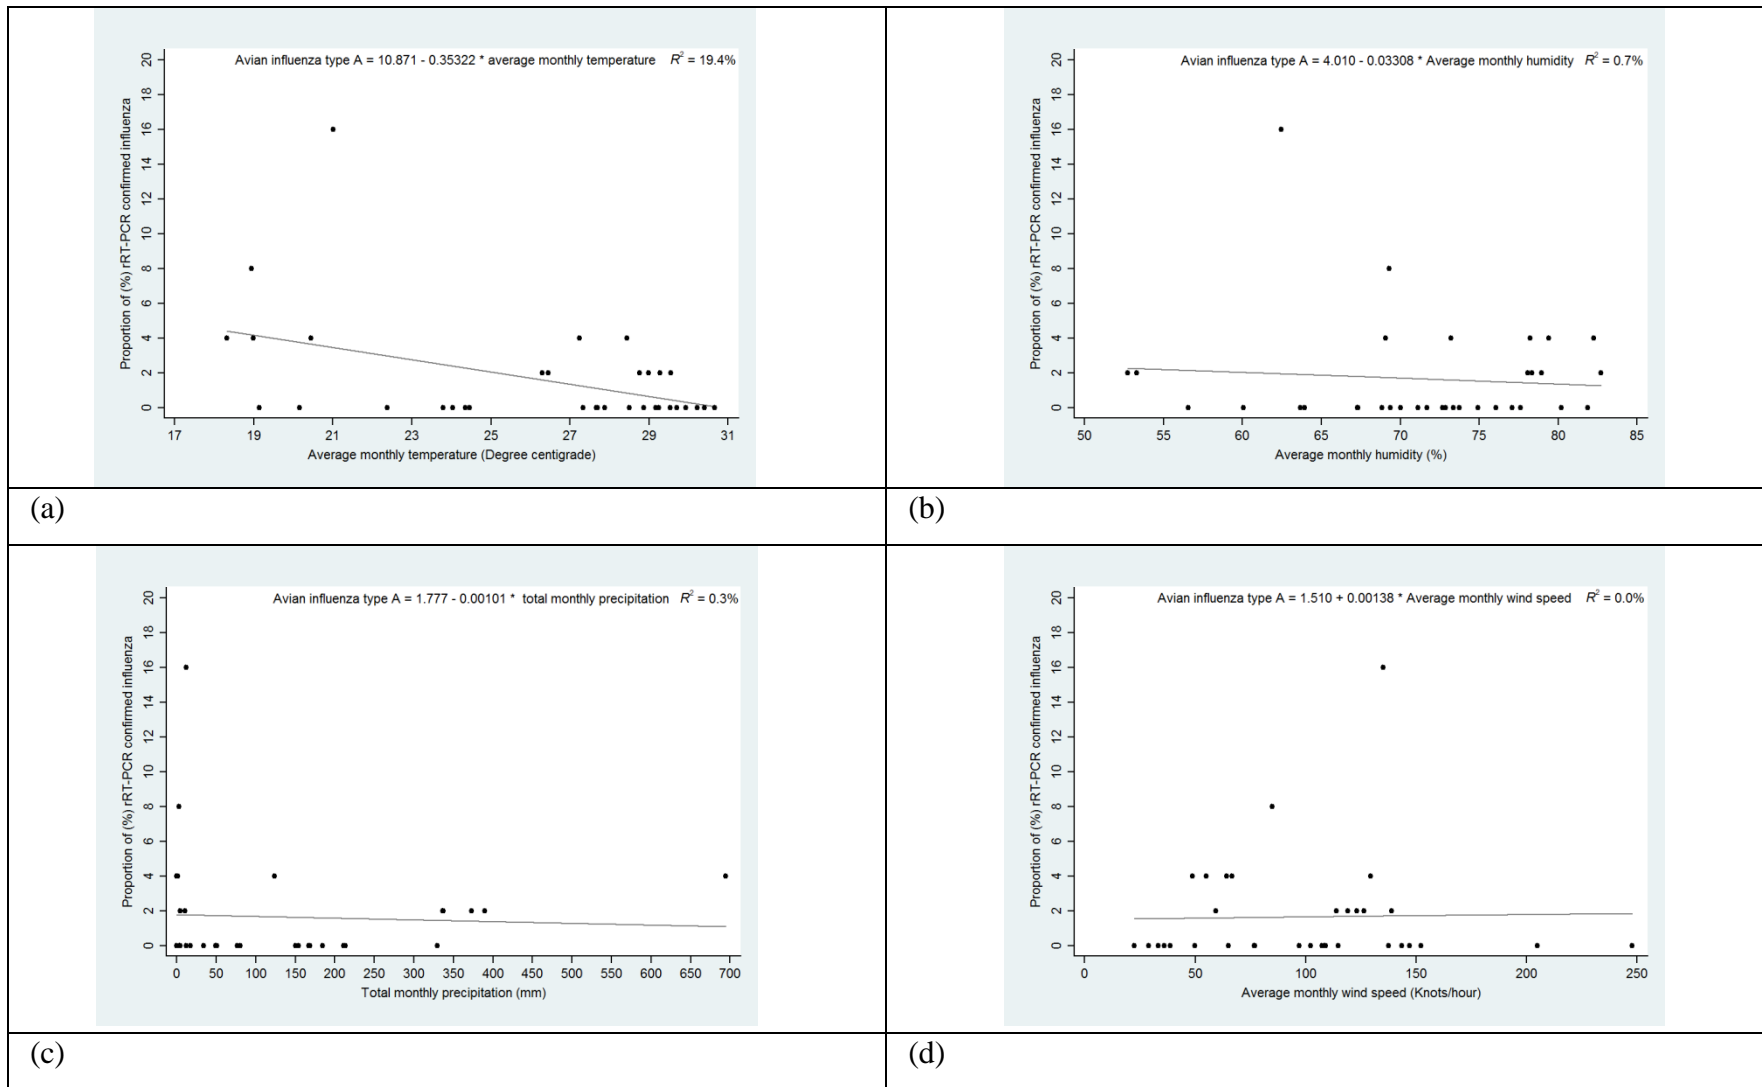 Avian influenza type A = 10.871 - 0.35322 * average monthly temperature R² = 19.4%
Proportion of (%) rRT-PCR confirmed influenza
20
18
16
14
12
10
8
6
4
2
0
17 19 21 23 25 27 29 31
Average monthly temperature (Degree centigrade)
(a)
Avian influenza type A = 4.010 - 0.03308 * Average monthly humidity R² = 0.7%
Proportion of (%) rRT-PCR confirmed influenza
20
18
16
14
12
10
8
6
4
2
0
50 55 60 65 70 75 80 85
Average monthly humidity (%)
(b)
Avian influenza type A = 1.777 - 0.00101 * total monthly precipitation R² = 0.3%
Proportion of (%) rRT-PCR confirmed influenza
20
18
16
14
12
10
8
6
4
2
0
0 50 100 150 200 250 300 350 400 450 500 550 600 650 700
Total monthly precipitation (mm)
(c)
Avian influenza type A = 1.510 + 0.00138 * Average monthly wind speed R² = 0.0%
Proportion of (%) rRT-PCR confirmed influenza
20
18
16
14
12
10
8
6
4
2
0
0 50 100 150 200 250
Average monthly wind speed (Knots/hour)
(d)